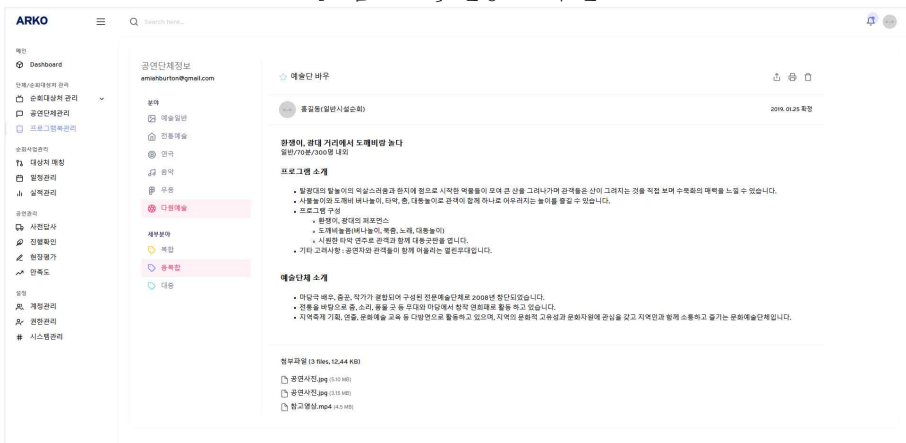 ARKO
Search here...
메인
Dashboard
단체/순회대상처 관리
순회대상처 관리
공연단체관리
프로그램북관리
순회사업관리
대상처 매칭
일정관리
실적관리
공연관리
사전답사
진행확인
현장평가
만족도
설정
계정관리
권한관리
시스템관리
공연단체정보
amiahburton@gmail.com
분야
예술일반
전통예술
연극
음악
무용
다원예술
세부분야
복합
융복합
대중
예술단 바우
홍길동(일반시설순회)
2019. 01.25 확정
환쟁이, 광대 거리에서 도깨비랑 놀다
일반/70분/300명 내외
프로그램 소개
탈광대의 탈놀이의 익살스러움과 한지에 점으로 시작한 먹물들이 모여 큰 산을 그려나가며 관객들은 산이 그려지는 것을 직접 보며 수묵화의 매력을 느낄 수 있습니다.
사물놀이와 도깨비 버나놀이, 타악, 춤, 대동놀이로 관객이 함께 하나로 어우러지는 놀이를 즐길 수 있습니다.
프로그램 구성
환쟁이, 광대의 퍼포먼스
도깨비놀음(버나놀이, 북춤, 노래, 대동놀이)
시원한 타악 연주로 관객과 함께 대동굿판을 엽니다.
기타 고려사항 : 공연자와 관객들이 함께 어울리는 열린무대입니다.
예술단체 소개
마당극 배우, 춤꾼, 작가가 결합되어 구성된 전문예술단체로 2008년 창단되었습니다.
전통을 바탕으로 춤, 소리, 풍물 굿 등 무대와 마당에서 창작 연희패로 활동 하고 있습니다.
지역축제 기획, 연출, 문화예술 교육 등 다방면으로 활동하고 있으며, 지역의 문화적 고유성과 문화자원에 관심을 갖고 지역민과 함께 소통하고 즐기는 문화예술단체입니다.
첨부파일 (3 files, 12,44 KB)
공연사진.jpg (5.10 MB)
공연사진.jpg (3.15 MB)
참고영상.mp4 (4.5 MB)